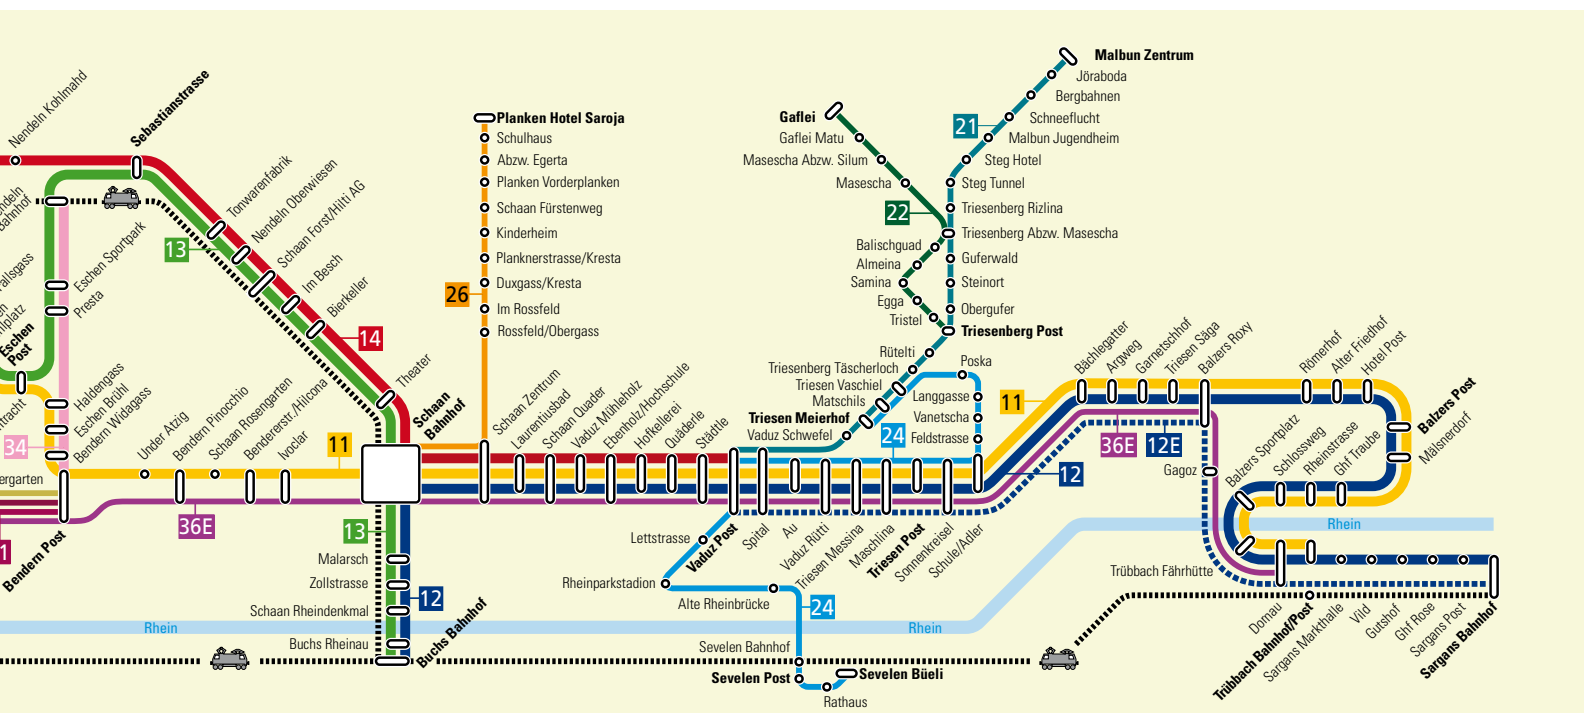 Nendeln Kohlmahd
Sebastianstrasse
Bahnhof
Eschen Sportpark
Presta
Eschen
Post
Haldengass
Eschen Brühl
Bendern Widagass
34
Bendern Post
36E
Under Atzig
Bendern Pinocchio
Schaan Rosengarten
Bendererstr./Hilcona
Ivoclar
11
13
Tonwarenfabrik
Nendeln Oberwiesen
Schaan Forst/Hilti AG
Im Besch
Bierkeller
14
Theater
Schaan
Bahnhof
13
Malarsch
Zollstrasse
12
Schaan Rheindenkmal
Rhein
Buchs Rheinau
Buchs Bahnhof
Planken Hotel Saroja
Schulhaus
Abzw. Egerta
Planken Vorderplanken
Schaan Fürstenweg
Kinderheim
Planknerstrasse/Kresta
Duxgass/Kresta
26
Im Rossfeld
Rossfeld/Obergass
Schaan Zentrum
Laurentiusbad
Schaan Quader
Vaduz Mühleholz
Ebenholz/Hochschule
Hofkellerei
Quäderle
Städtle
Vaduz Post
Spital
Au
Vaduz Rütti
Triesen Messina
Maschlina
Triesen Post
Sonnenkreisel
Schule/Adler
Malbun Zentrum
Jöraboda
Bergbahnen
Schneeflucht
21
Malbun Jugendheim
Steg Hotel
Steg Tunnel
Triesenberg Rizlina
Triesenberg Abzw. Masescha
Guferwald
Steinort
Obergufer
Triesenberg Post
Gaflei
Gaflei Matu
Masescha Abzw. Silum
Masescha
22
Balischguad
Almeina
Samina
Egga
Tristel
Rütelti
Triesenberg Täscherloch
Triesen Vaschiel
Matschils
Triesen Meierhof
Vaduz Schwefel
24
Poska
Langgasse
Vanetscha
Feldstrasse
Lettstrasse
Rheinparkstadion
Alte Rheinbrücke
24
Rhein
Sevelen Bahnhof
Sevelen Post
Sevelen Büeli
Rathaus
11
12
36E
12E
Bächlegatter
Argweg
Garnetschhof
Triesen Säga
Balzers Roxy
Römerhof
Alter Friedhof
Hotel Post
Balzers Post
Mälsnerdorf
Gagoz
Balzers Sportplatz
Schlossweg
Rheinstrasse
Ghf Traube
Rhein
Trübbach Fährhütte
Dornau
Trübbach Bahnhof/Post
Sargans Markthalle
Vild
Gutshof
Ghf Rose
Sargans Post
Sargans Bahnhof